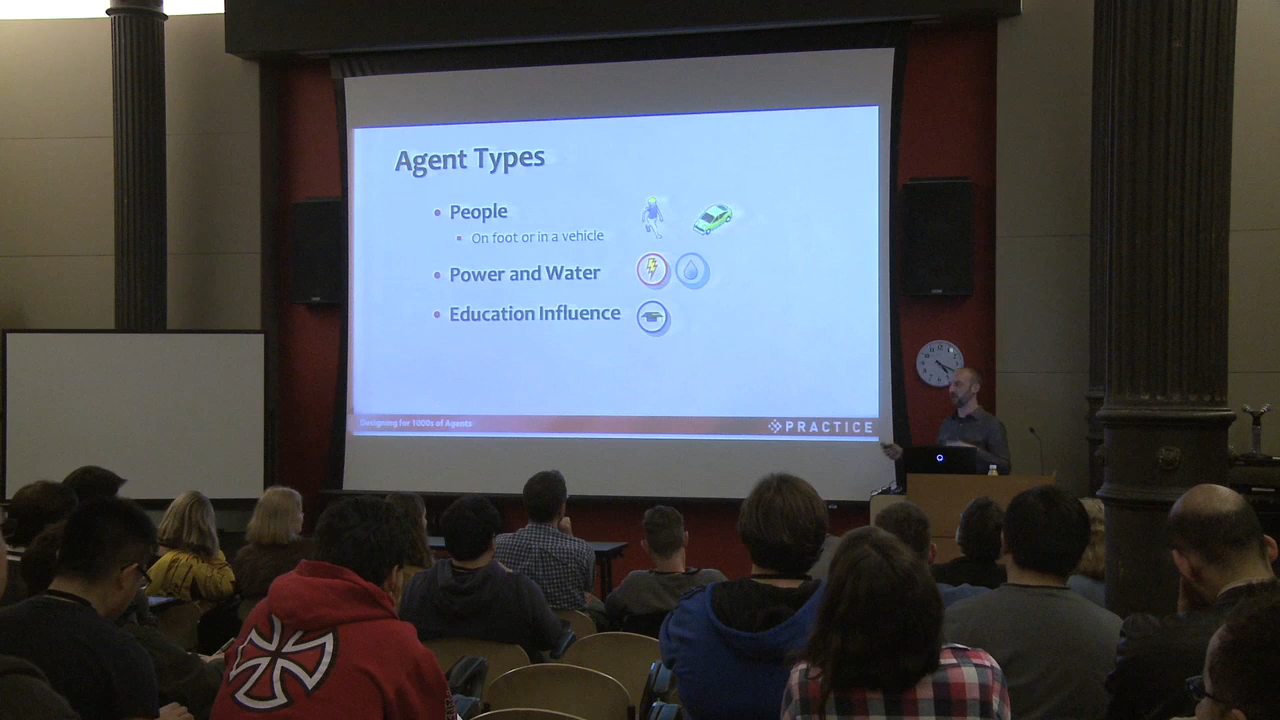 Agent Types
• People
▪ On foot or in a vehicle
• Power and Water
• Education Influence
Designing for 1000s of Agents
PRACTICE